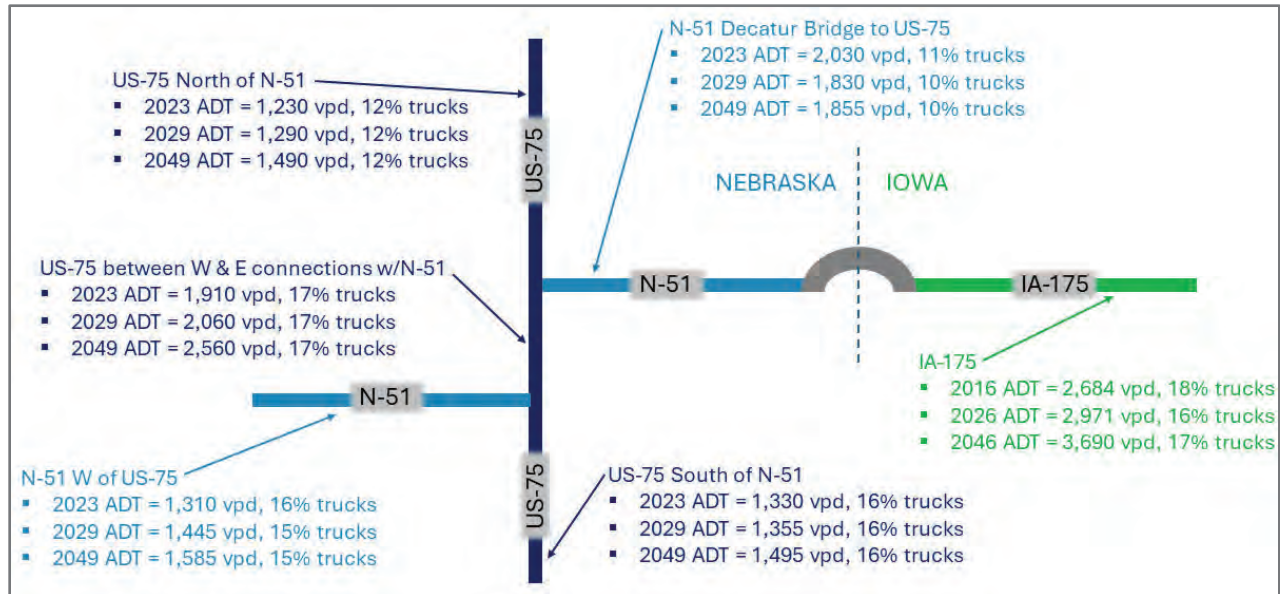 N-51 Decatur Bridge to US-75
▪ 2023 ADT = 2,030 vpd, 11% trucks
▪ 2029 ADT = 1,830 vpd, 10% trucks
▪ 2049 ADT = 1,855 vpd, 10% trucks
US-75 North of N-51
▪ 2023 ADT = 1,230 vpd, 12% trucks
▪ 2029 ADT = 1,290 vpd, 12% trucks
▪ 2049 ADT = 1,490 vpd, 12% trucks
US-75
NEBRASKA
IOWA
US-75 between W & E connections w/N-51
▪ 2023 ADT = 1,910 vpd, 17% trucks
▪ 2029 ADT = 2,060 vpd, 17% trucks
▪ 2049 ADT = 2,560 vpd, 17% trucks
N-51
IA-175
IA-175
▪ 2016 ADT = 2,684 vpd, 18% trucks
▪ 2026 ADT = 2,971 vpd, 16% trucks
▪ 2046 ADT = 3,690 vpd, 17% trucks
N-51
N-51 W of US-75
▪ 2023 ADT = 1,310 vpd, 16% trucks
▪ 2029 ADT = 1,445 vpd, 15% trucks
▪ 2049 ADT = 1,585 vpd, 15% trucks
US-75
US-75 South of N-51
▪ 2023 ADT = 1,330 vpd, 16% trucks
▪ 2029 ADT = 1,355 vpd, 16% trucks
▪ 2049 ADT = 1,495 vpd, 16% trucks